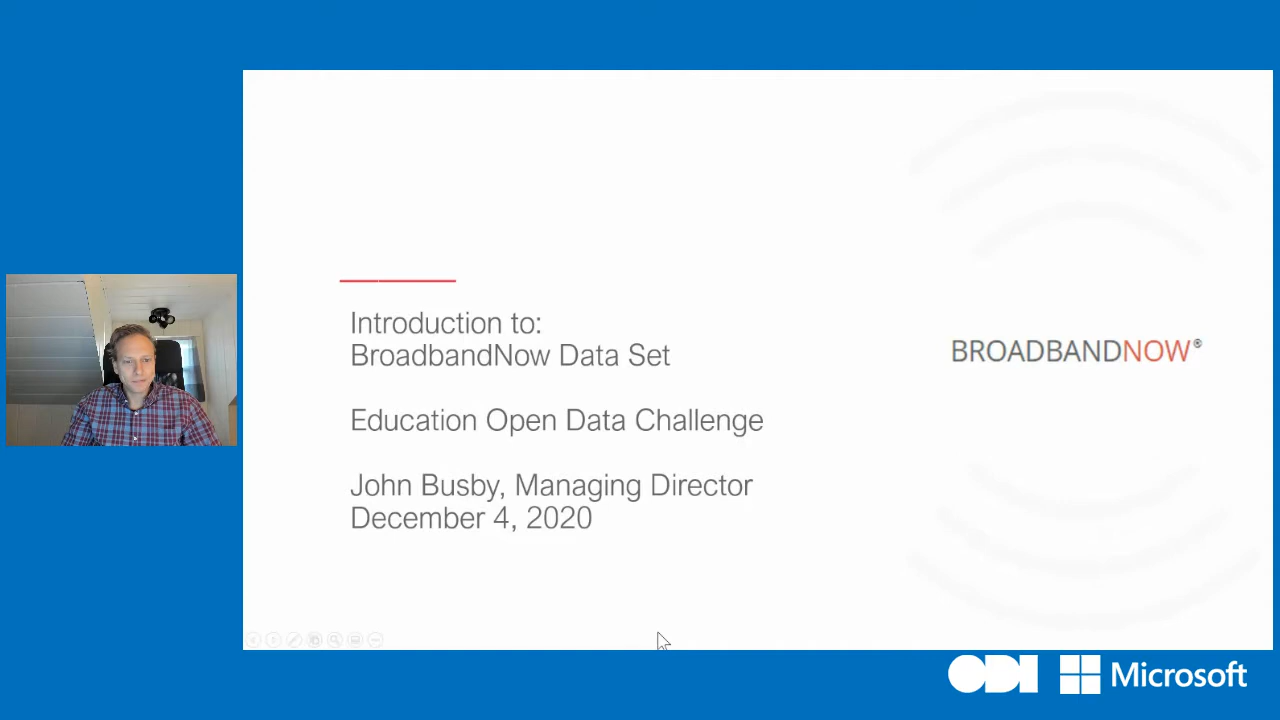 Introduction to:
BroadbandNow Data Set
Education Open Data Challenge
John Busby, Managing Director
December 4, 2020
BROADBANDNOW®
ODI
Microsoft